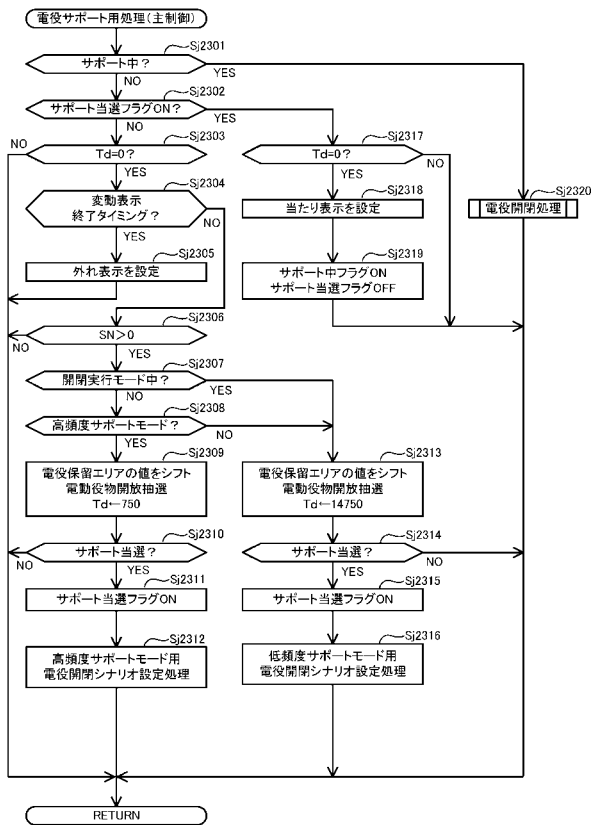 電役サポート用処理(主制御)
Sj2301
サポート中？
YES
NO
Sj2302
サポート当選フラグON？
YES
NO
Sj2303
NO
Td=0？
YES
Sj2304
変動表示
終了タイミング？
NO
YES
Sj2305
外れ表示を設定
Sj2317
Td=0？
NO
YES
Sj2318
当たり表示を設定
Sj2319
サポート中フラグON
サポート当選フラグOFF
Sj2320
電役開閉処理
Sj2306
SN＞0
NO
YES
Sj2307
開閉実行モード中？
YES
NO
Sj2308
高頻度サポートモード？
NO
YES
Sj2309
電役保留エリアの値をシフト
電動役物開放抽選
Td←750
Sj2310
サポート当選？
NO
YES
Sj2311
サポート当選フラグON
Sj2312
高頻度サポートモード用
電役開閉シナリオ設定処理
Sj2313
電役保留エリアの値をシフト
電動役物開放抽選
Td←14750
Sj2314
サポート当選？
NO
YES
Sj2315
サポート当選フラグON
Sj2316
低頻度サポートモード用
電役開閉シナリオ設定処理
RETURN